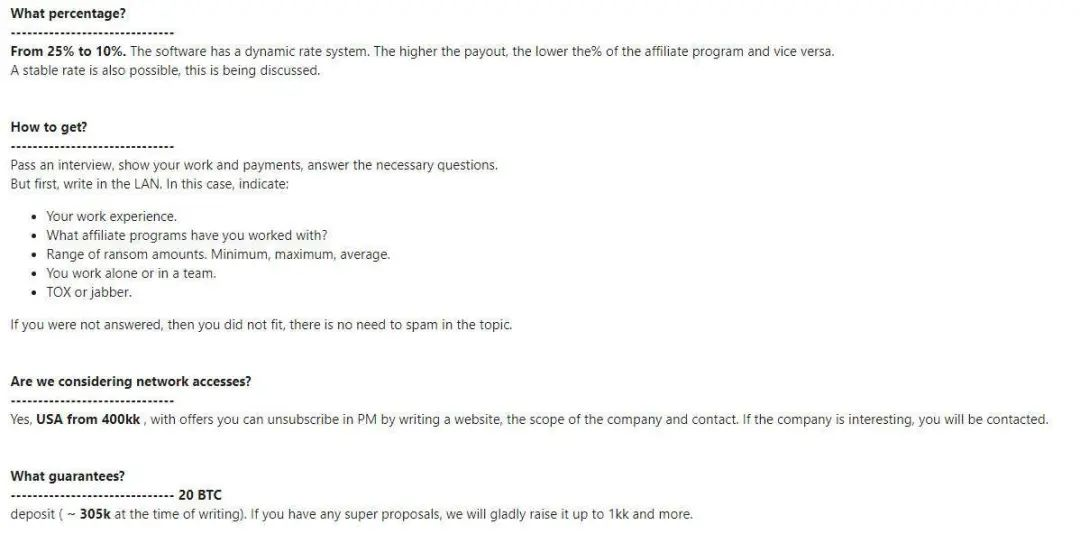 What percentage?
------------------------------
From 25% to 10%. The software has a dynamic rate system. The higher the payout, the lower the% of the affiliate program and vice versa.
A stable rate is also possible, this is being discussed.
How to get?
------------------------------
Pass an interview, show your work and payments, answer the necessary questions.
But first, write in the LAN. In this case, indicate:
• Your work experience.
• What affiliate programs have you worked with?
• Range of ransom amounts. Minimum, maximum, average.
• You work alone or in a team.
• TOX or jabber.
If you were not answered, then you did not fit, there is no need to spam in the topic.
Are we considering network accesses?
------------------------------
Yes, USA from 400kk , with offers you can unsubscribe in PM by writing a website, the scope of the company and contact. If the company is interesting, you will be contacted.
What guarantees?
------------------------------ 20 BTC
deposit ( ~ 305k at the time of writing). If you have any super proposals, we will gladly raise it up to 1kk and more.